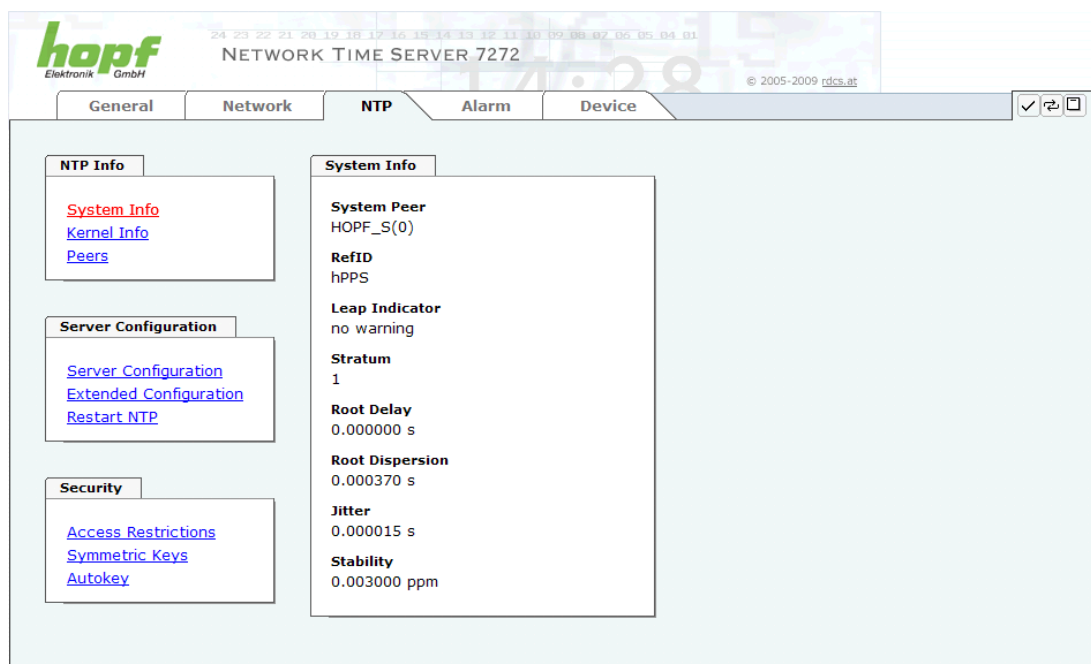 hopf
Elektronik GmbH
24 23 22 21 20 19 18 17 16 15 14 13 12 11 10 09 08 07 06 05 04 01
NETWORK TIME SERVER 7272
14:28
© 2005-2009 rdcs.at
General Network NTP Alarm Device
NTP Info
System Info
Kernel Info
Peers
Server Configuration
Server Configuration
Extended Configuration
Restart NTP
Security
Access Restrictions
Symmetric Keys
Autokey
System Info
System Peer
HOPF_S(0)
RefID
hPPS
Leap Indicator
no warning
Stratum
1
Root Delay
0.000000 s
Root Dispersion
0.000370 s
Jitter
0.000015 s
Stability
0.003000 ppm